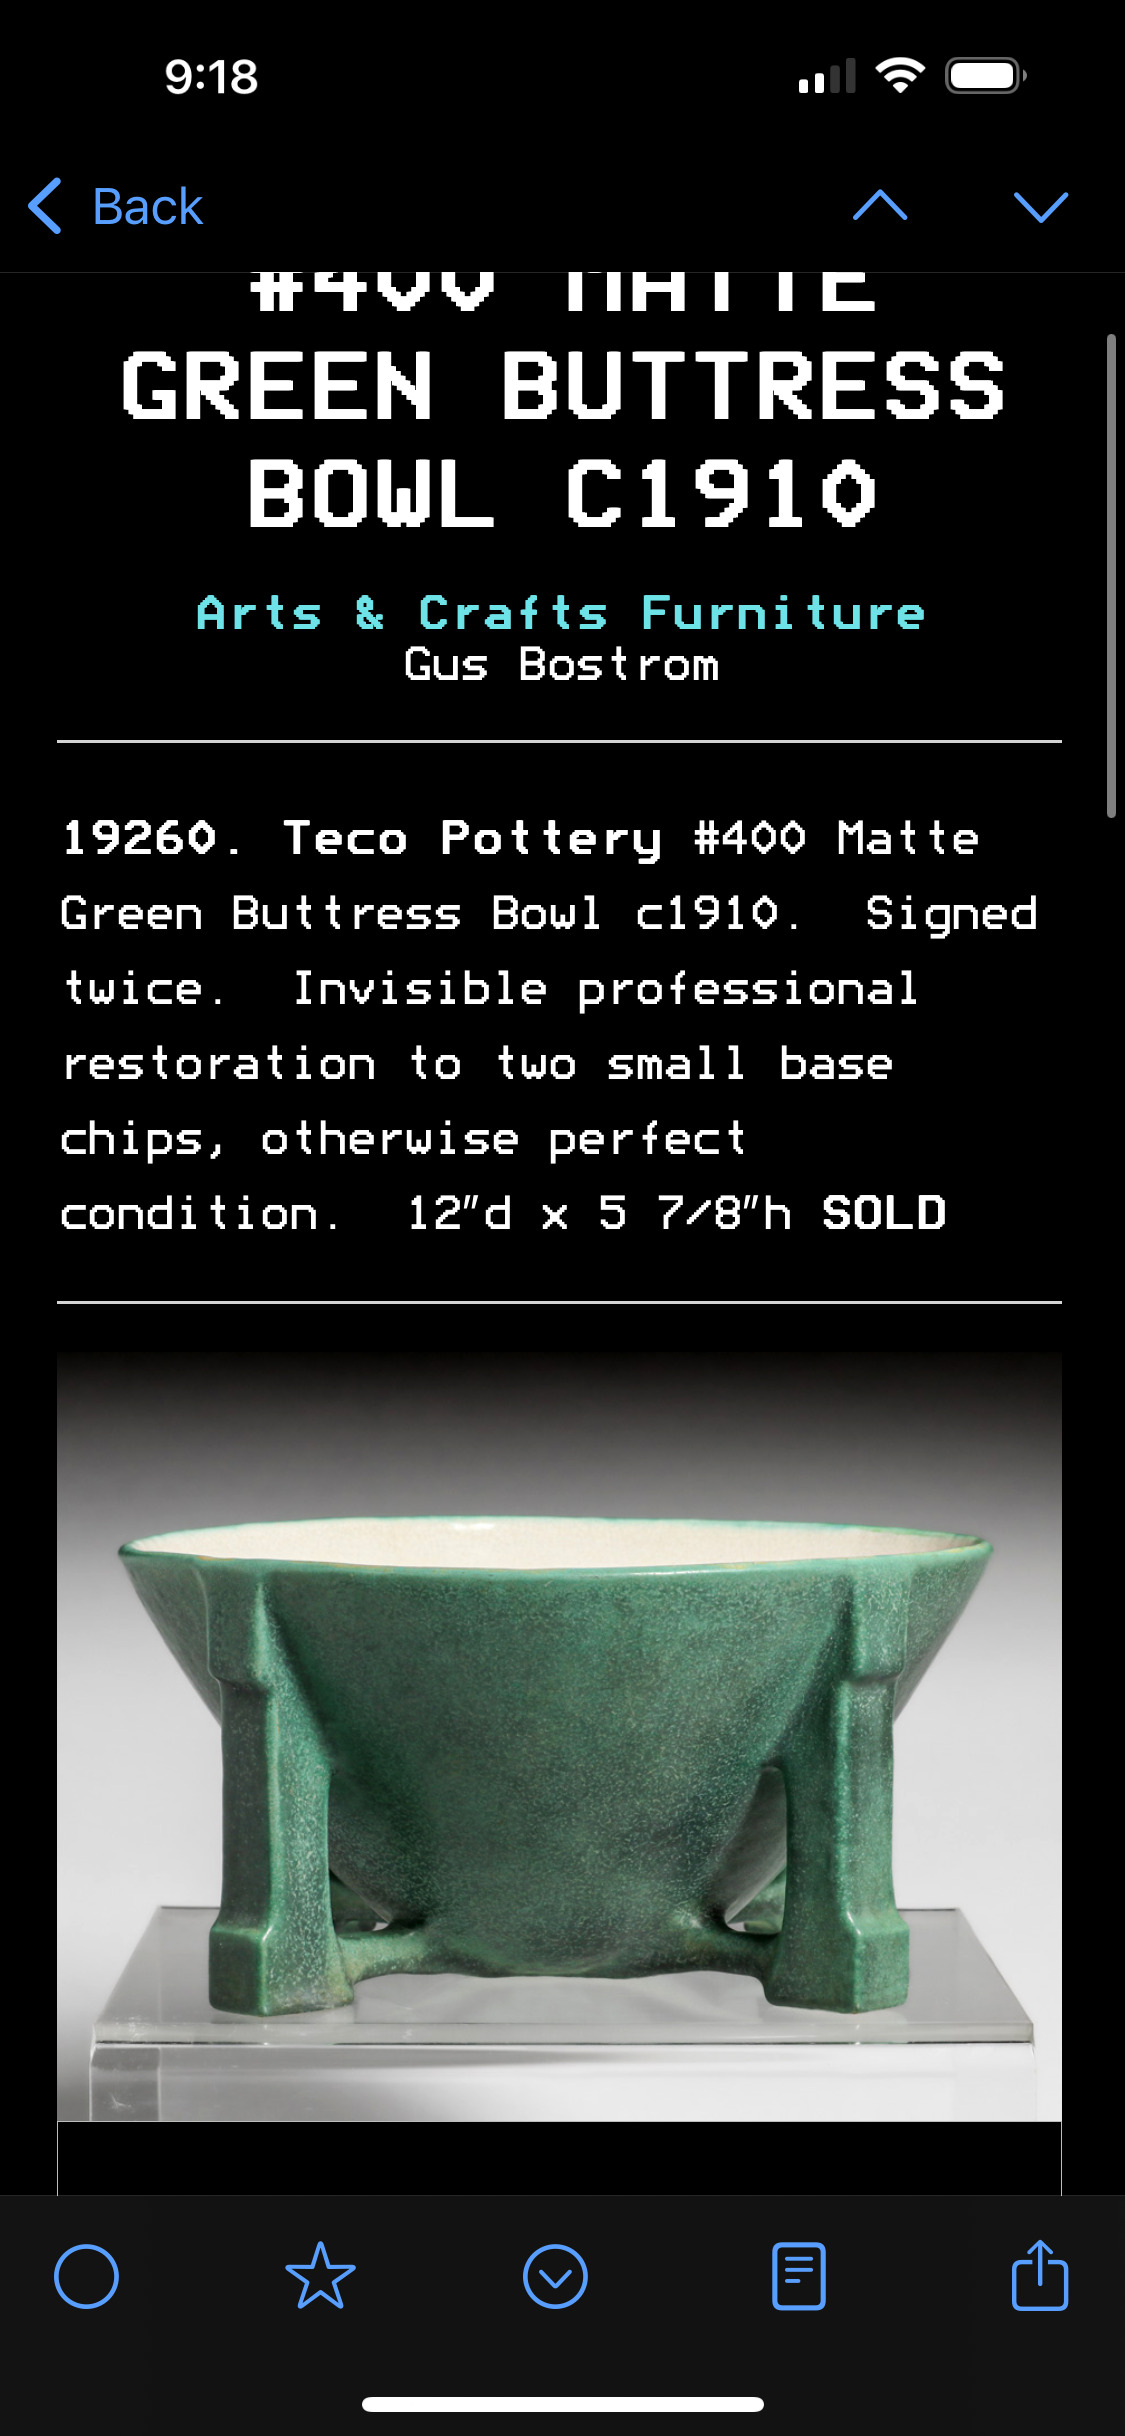 9:18
Back
#400 MATTE
GREEN BUTTRESS
BOWL C1910
Arts & Crafts Furniture
Gus Bostrom
19260. Teco Pottery #400 Matte
Green Buttress Bowl c1910.  Signed
twice.  Invisible professional
restoration to two small base
chips, otherwise perfect
condition.  12″d x 5 7/8″h SOLD